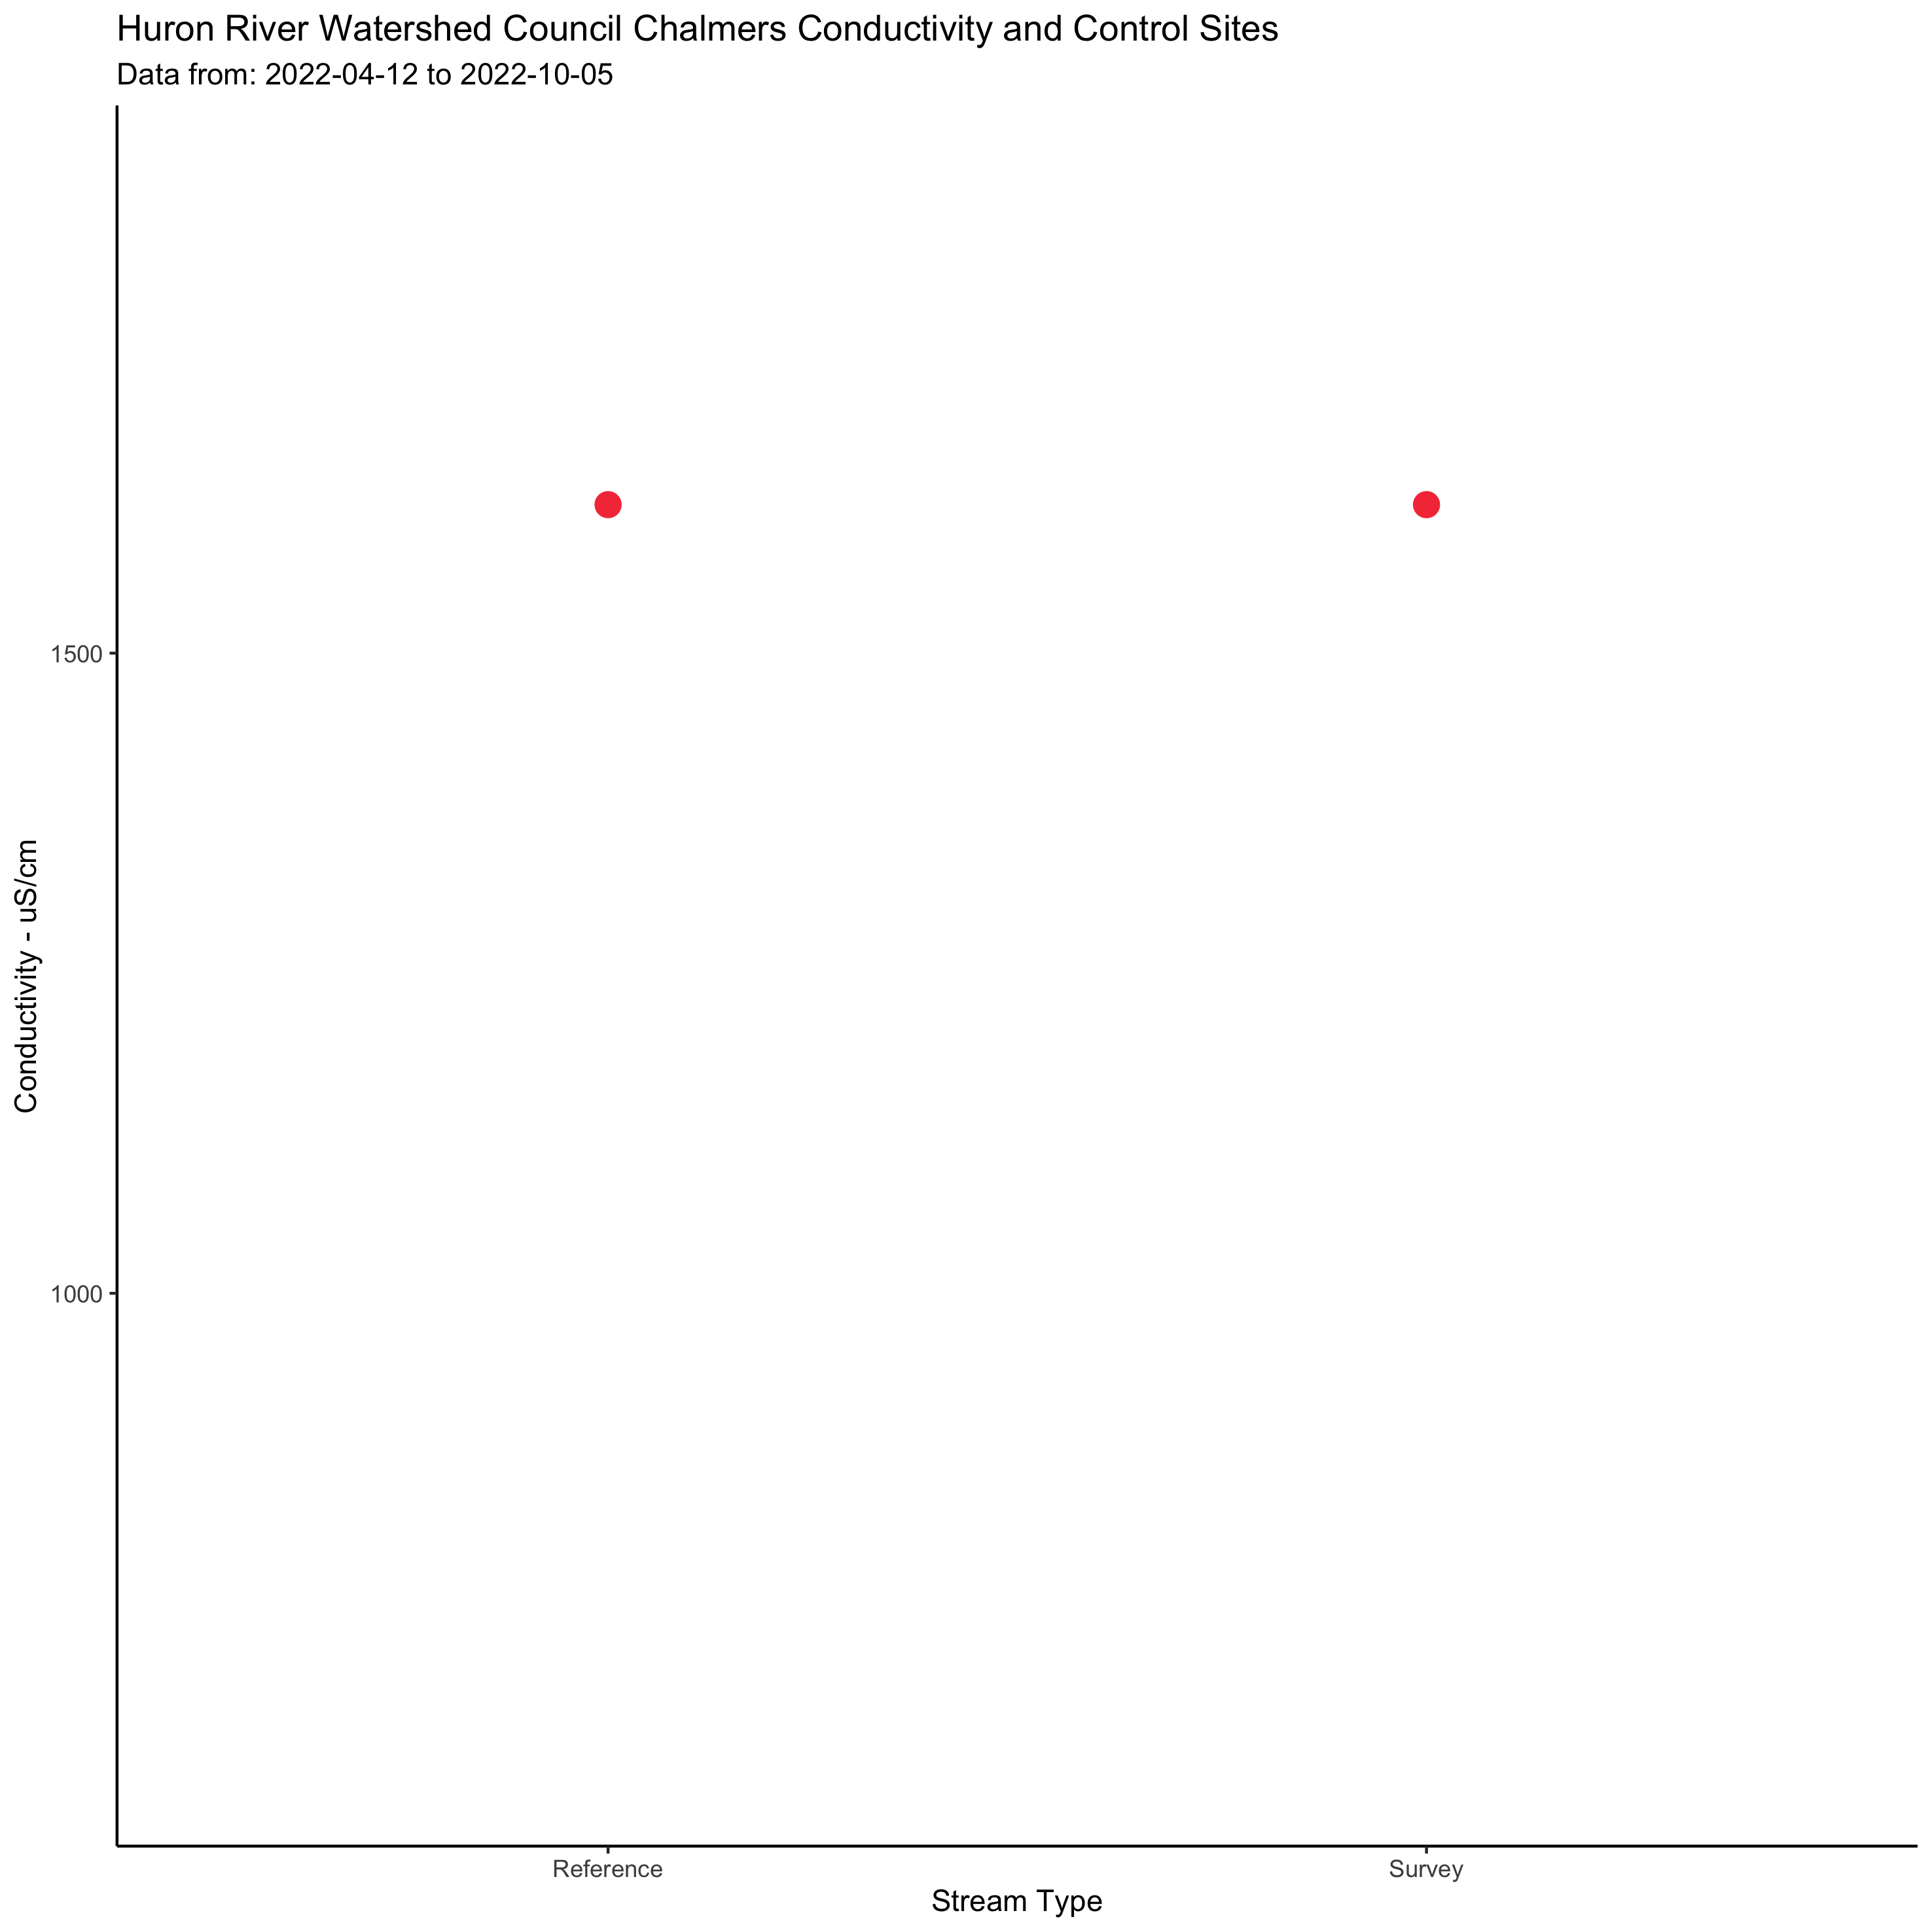 Huron River Watershed Council Chalmers Conductivity and Control Sites
Data from: 2022-04-12 to 2022-10-05
Conductivity - uS/cm
1500
1000
Reference
Survey
Stream Type